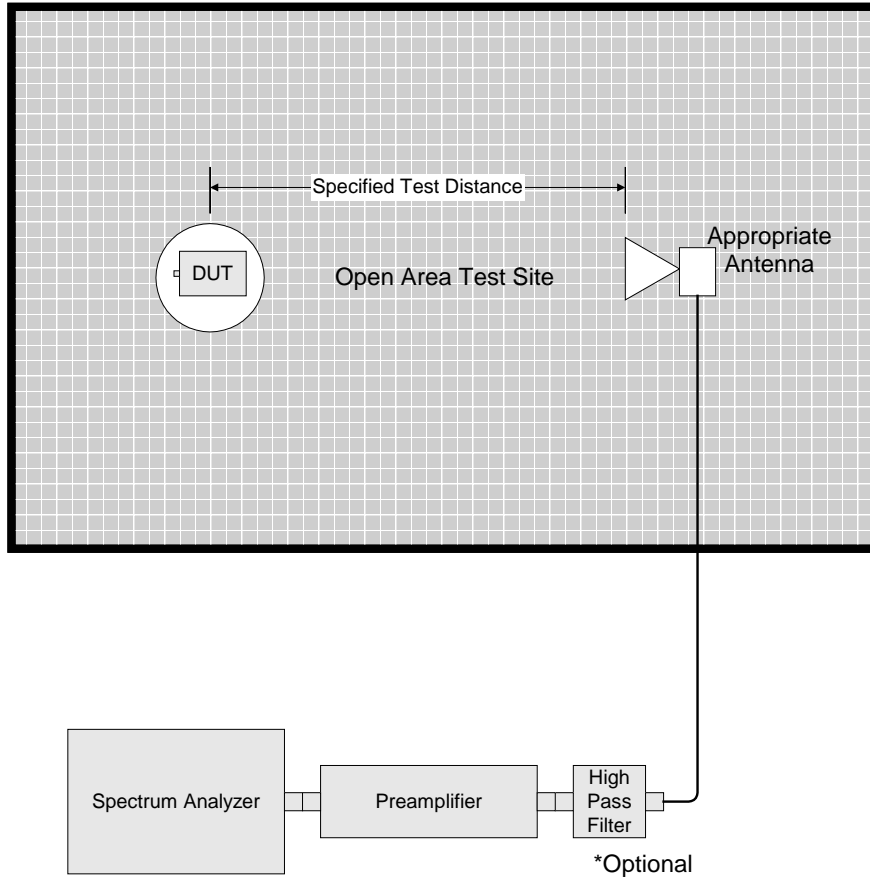 Specified Test Distance
DUT
Open Area Test Site
Appropriate
Antenna
Spectrum Analyzer
Preamplifier
High
Pass
Filter
*Optional